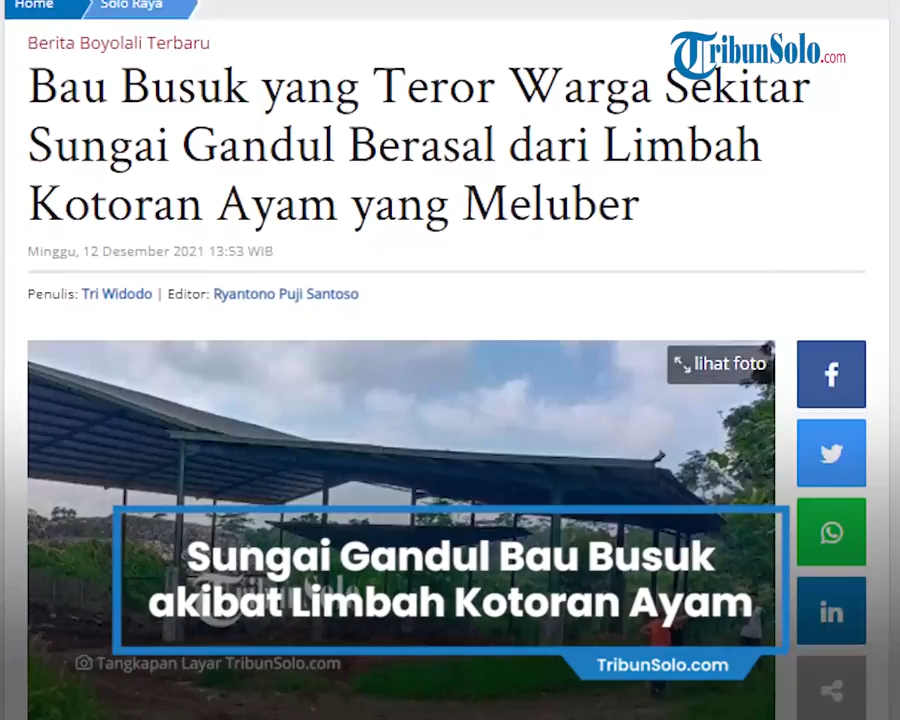 Home
Solo Raya
Berita Boyolali Terbaru
TribunSolo.com
Bau Busuk yang Teror Warga Sekitar
Sungai Gandul Berasal dari Limbah
Kotoran Ayam yang Meluber
Minggu, 12 Desember 2021 13:53 WIB
Penulis: Tri Widodo | Editor: Ryantono Puji Santoso
lihat foto
Sungai Gandul Bau Busuk
TribunSolo
akibat Limbah Kotoran Ayam
Tangkapan Layar TribunSolo.com
TribunSolo.com